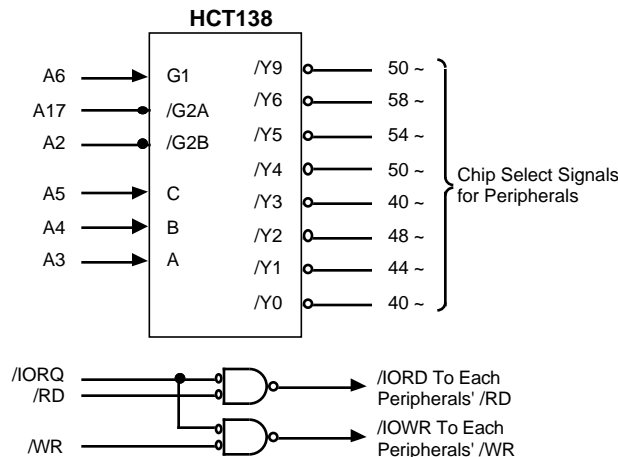 HCT138
A6 G1 /Y9 50 ~
A17 /G2A /Y6 58 ~
A2 /G2B /Y5 54 ~
/Y4 50 ~
A5 C /Y3 40 ~
A4 B /Y2 48 ~
A3 A /Y1 44 ~
/Y0 40 ~
Chip Select Signals
for Peripherals
/IORQ
/RD
/WR
/IORD To Each
Peripherals' /RD
/IOWR To Each
Peripherals' /WR